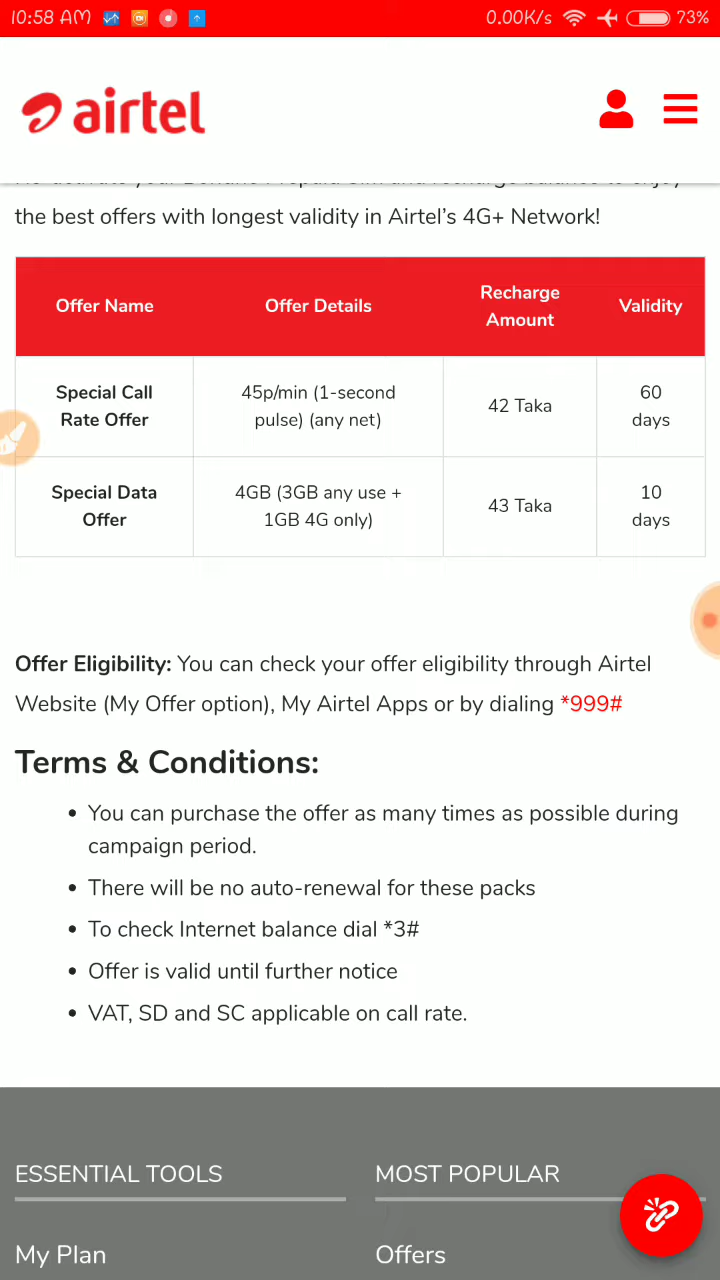 10:58 AM
0.00K/s
73%
airtel
the best offers with longest validity in Airtel’s 4G+ Network!
Offer Name
Offer Details
Recharge
Amount
Validity
Special Call
Rate Offer
45p/min (1-second
pulse) (any net)
42 Taka
60
days
Special Data
Offer
4GB (3GB any use +
1GB 4G only)
43 Taka
10
days
Offer Eligibility: You can check your offer eligibility through Airtel
Website (My Offer option), My Airtel Apps or by dialing *999#
Terms & Conditions:
• You can purchase the offer as many times as possible during
campaign period.
• There will be no auto-renewal for these packs
• To check Internet balance dial *3#
• Offer is valid until further notice
• VAT, SD and SC applicable on call rate.
ESSENTIAL TOOLS
MOST POPULAR
My Plan
Offers